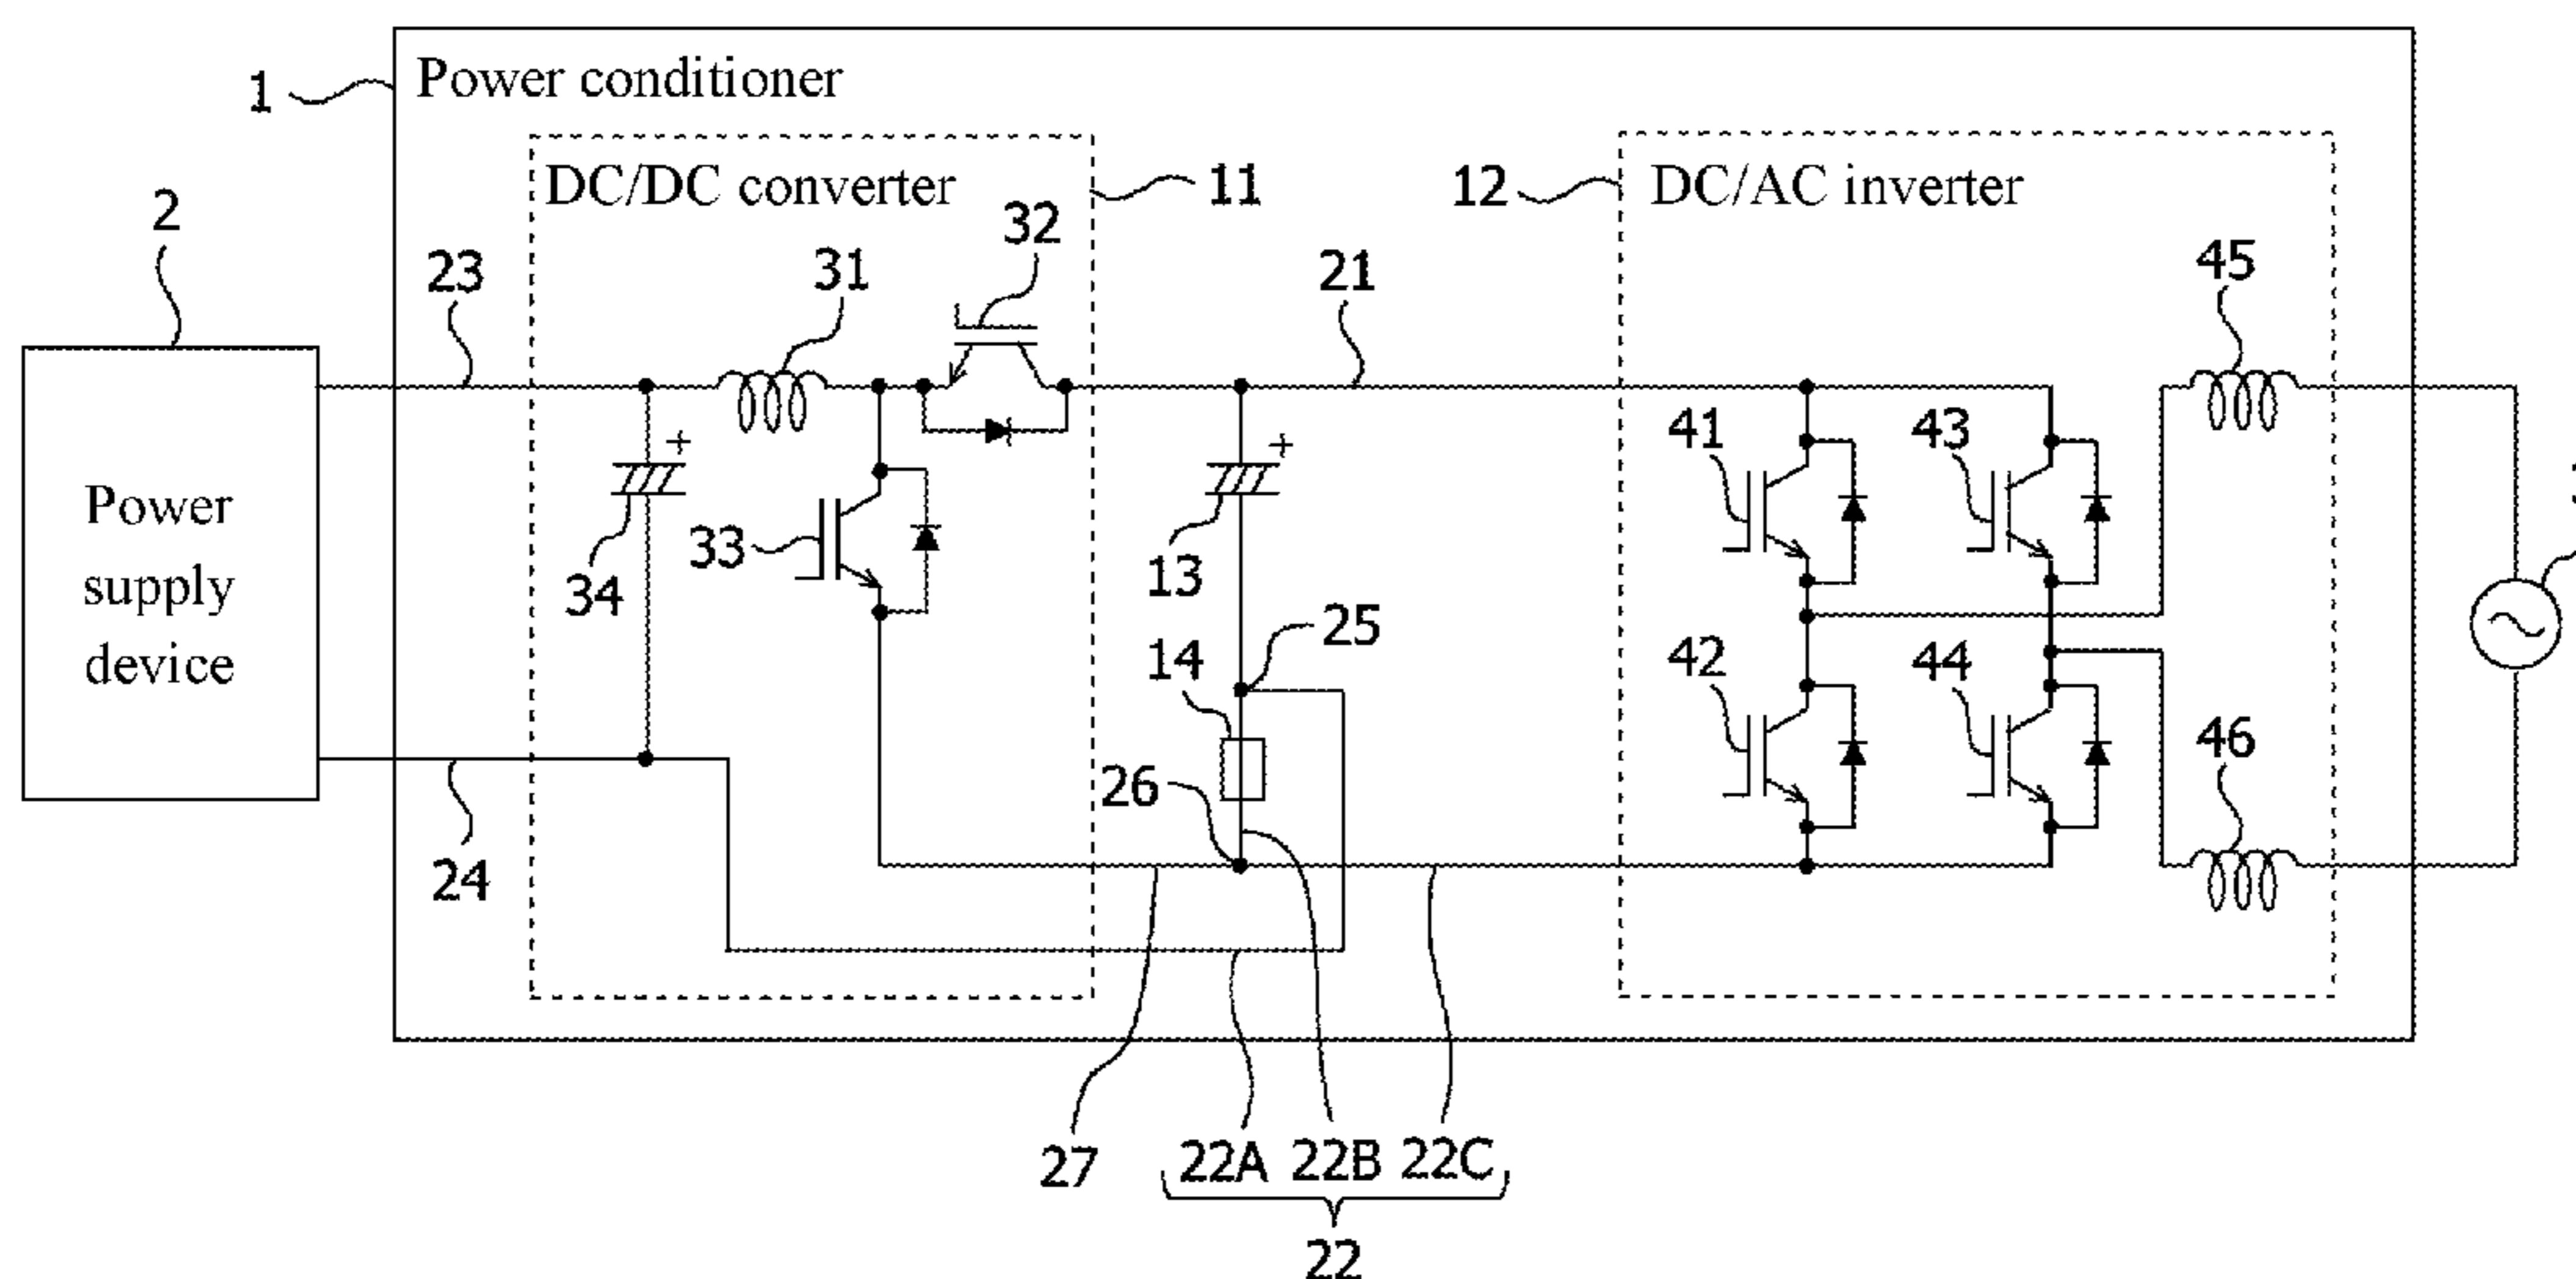 Power conditioner
1
DC/DC converter
11
12
DC/AC inverter
2
23
31
32
21
45
41
43
Power
supply
device
34
33
13
25
14
42
44
26
46
24
27
22A
22B
22C
22